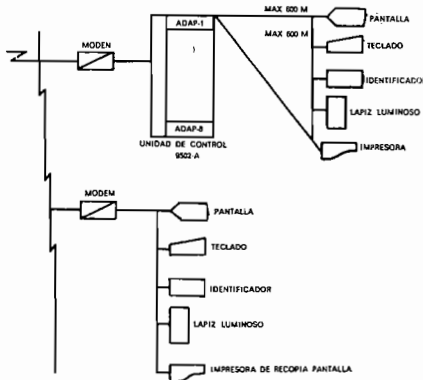 MAX 600 M
PANTALLA
MODEN
ADAP-1
MAX 600 M
TECLADO
IDENTIFICADOR
LAPIZ LUMINOSO
ADAP-8
UNIDAD DE CONTROL
9502-A
IMPRESORA
MODEM
PANTALLA
TECLADO
IDENTIFICADOR
LAPIZ LUMINOSO
IMPRESORA DE RECOPIA PANTALLA